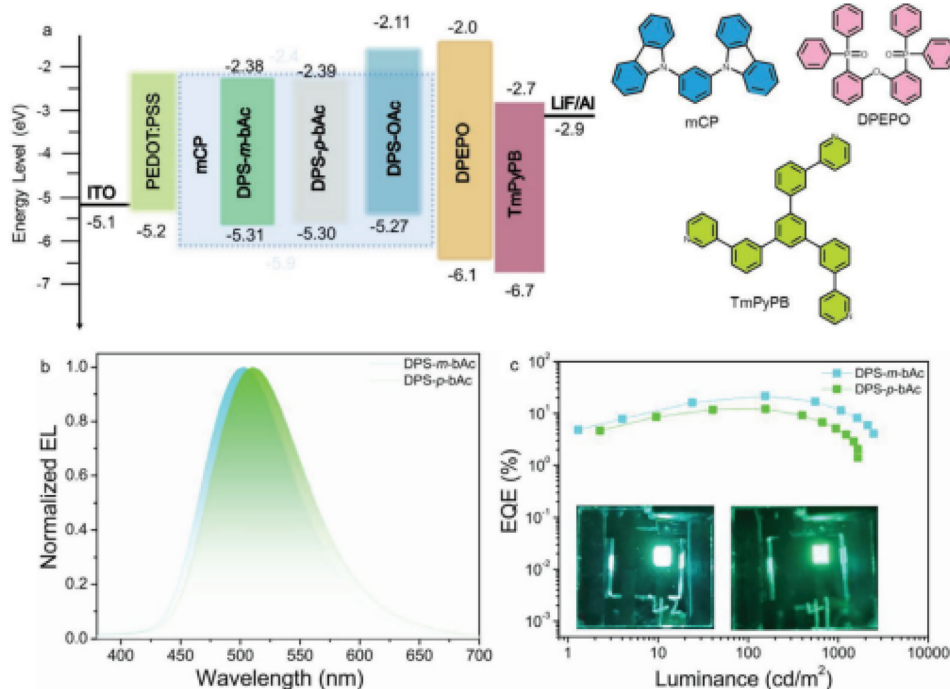 a
Energy Level (eV)
-2
-3
-4
-5
-6
-7
ITO
-5.1
PEDOT:PSS
-5.2
mCP
-2.4
-5.9
-2.38
DPS-m-bAc
-5.31
-2.39
DPS-p-bAc
-5.30
-2.11
DPS-OAc
-5.27
-2.0
DPEPO
-6.1
-2.7
TmPyPB
-6.7
LiF/Al
-2.9
N
N
mCP
P=O
P=O
O
DPEPO
N
N
N
TmPyPB
b
DPS-m-bAc
DPS-p-bAc
Normalized EL
1.0
0.8
0.6
0.4
0.2
0.0
400 450 500 550 600 650 700
Wavelength (nm)
c
DPS-m-bAc
DPS-p-bAc
EQE (%)
10²
10¹
10⁰
10⁻¹
10⁻²
10⁻³
42
1 10 100 1000 10000
Luminance (cd/m²)